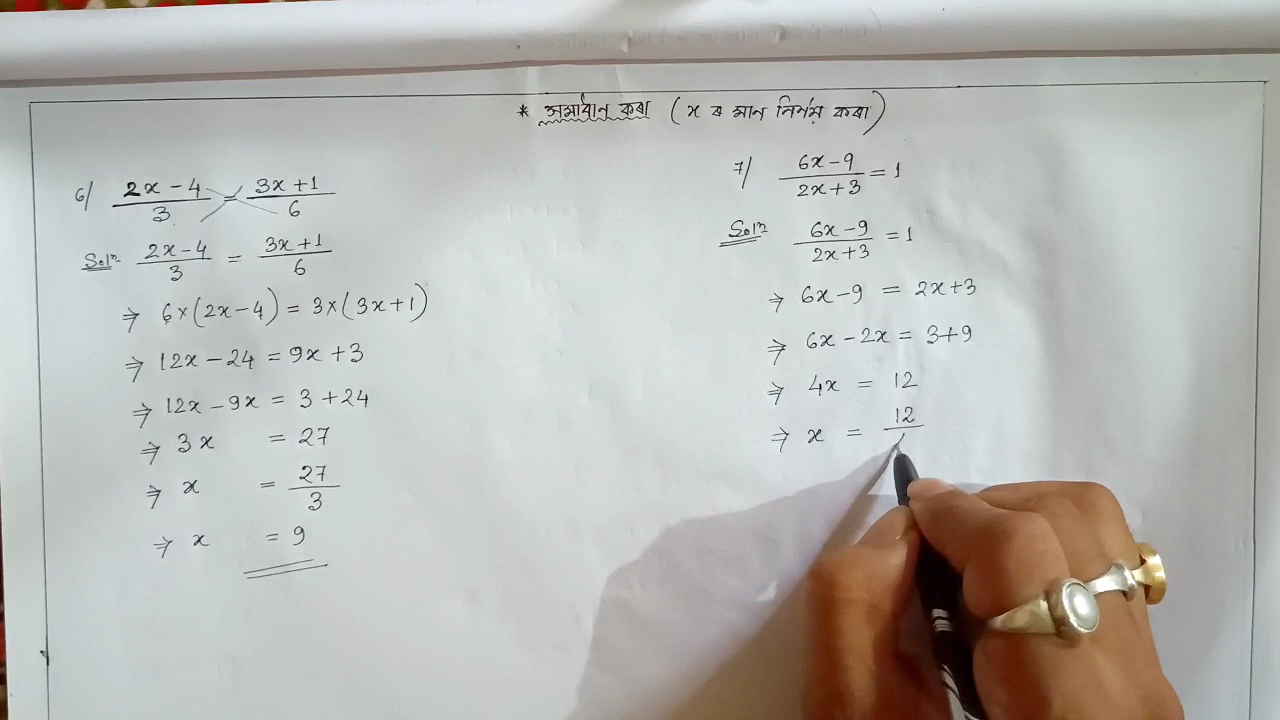 * সমাধান কৰা (x ৰ মান নিৰ্ণয় কৰা)
6/ (2x - 4)/3 = (3x + 1)/6
Solⁿ (2x - 4)/3 = (3x + 1)/6
⇒ 6×(2x - 4) = 3×(3x + 1)
⇒ 12x - 24 = 9x + 3
⇒ 12x - 9x = 3 + 24
⇒ 3x = 27
⇒ x = 27/3
⇒ x = 9
7/ (6x - 9)/(2x + 3) = 1
Solⁿ (6x - 9)/(2x + 3) = 1
⇒ 6x - 9 = 2x + 3
⇒ 6x - 2x = 3 + 9
⇒ 4x = 12
⇒ x = 12/